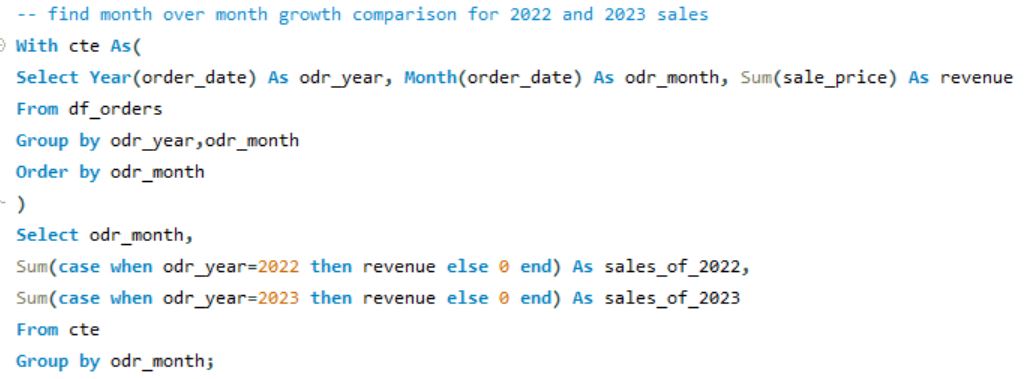 -- find month over month growth comparison for 2022 and 2023 sales
With cte As(
Select Year(order_date) As odr_year, Month(order_date) As odr_month, Sum(sale_price) As revenue
From df_orders
Group by odr_year,odr_month
Order by odr_month
)
Select odr_month,
Sum(case when odr_year=2022 then revenue else 0 end) As sales_of_2022,
Sum(case when odr_year=2023 then revenue else 0 end) As sales_of_2023
From cte
Group by odr_month;